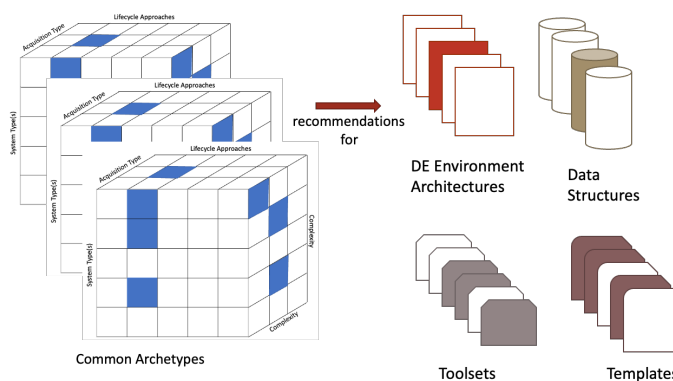 Lifecycle Approaches
Acquisition Type
System Type(s)
Lifecycle Approaches
Acquisition Type
System Type(s)
Lifecycle Approaches
Acquisition Type
System Type(s)
Complexity
Complexity
Common Archetypes
recommendations
for
DE Environment
Architectures
Data
Structures
Toolsets
Templates